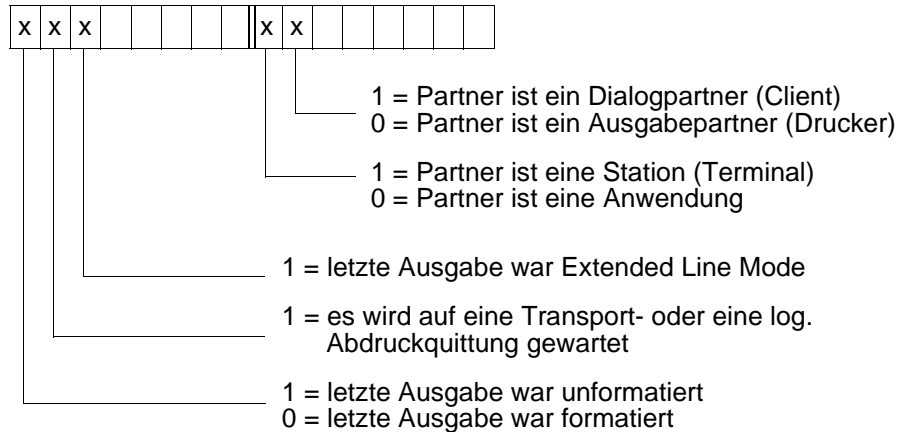 x x x x x
1 = Partner ist ein Dialogpartner (Client)
0 = Partner ist ein Ausgabepartner (Drucker)
1 = Partner ist eine Station (Terminal)
0 = Partner ist eine Anwendung
1 = letzte Ausgabe war Extended Line Mode
1 = es wird auf eine Transport- oder eine log.
Abdruckquittung gewartet
1 = letzte Ausgabe war unformatiert
0 = letzte Ausgabe war formatiert